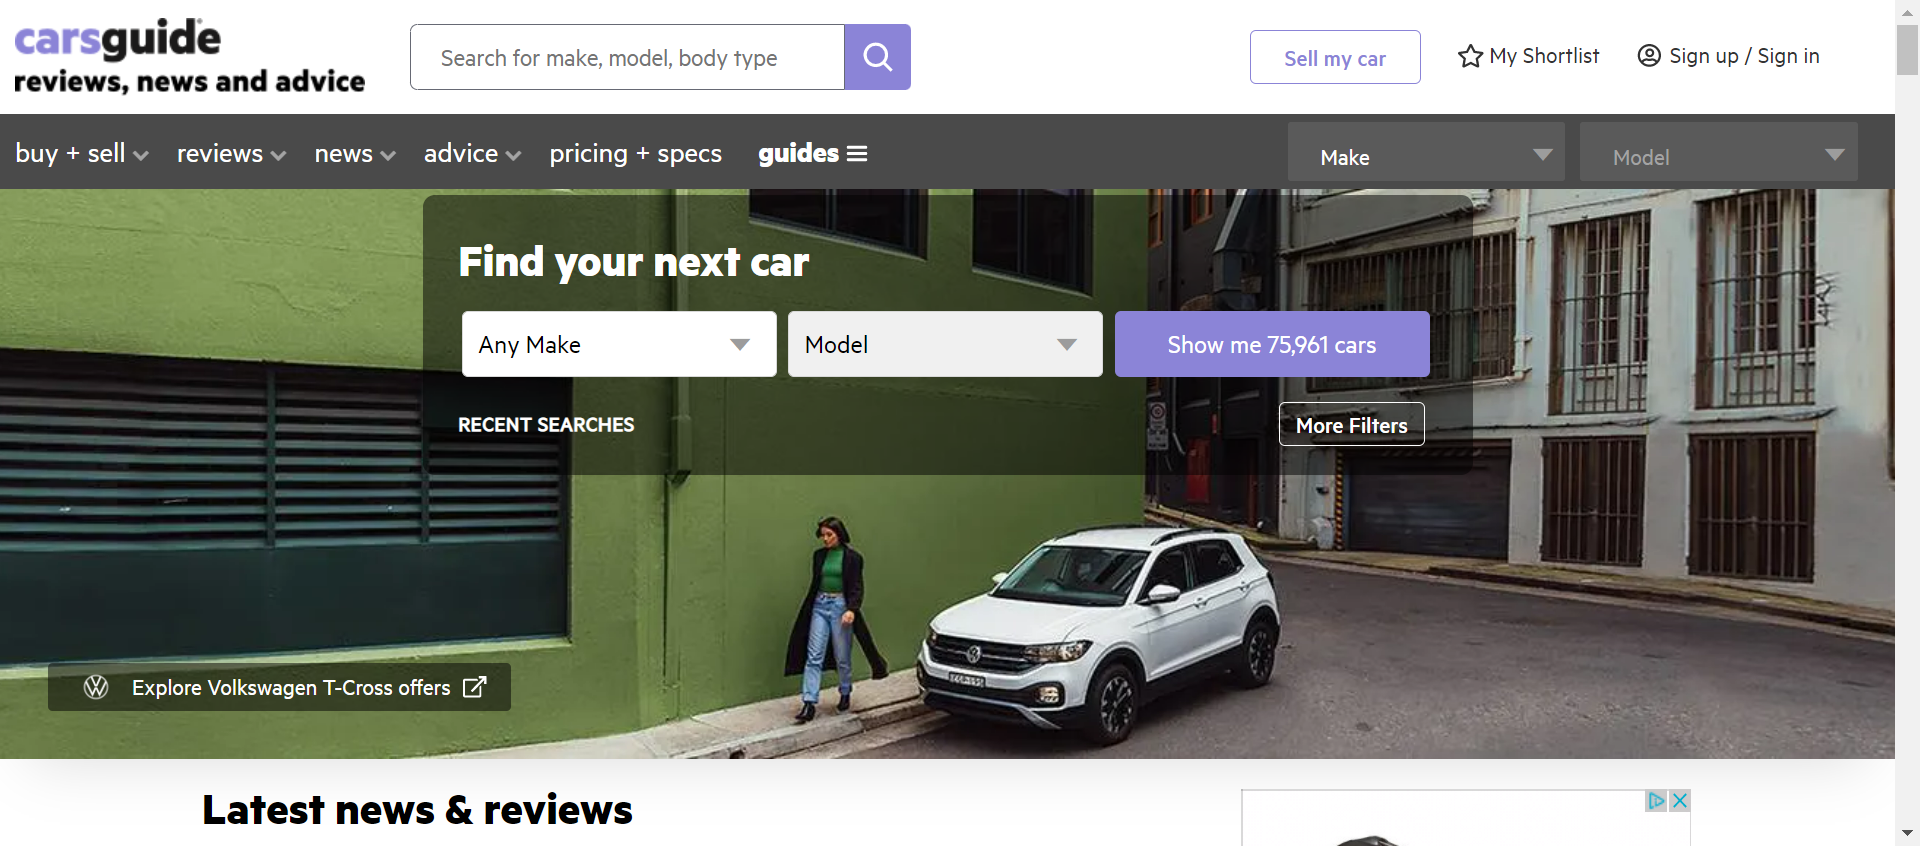 carsguide
reviews, news and advice
Search for make, model, body type
Sell my car
My Shortlist
Sign up / Sign in
buy + sell
reviews
news
advice
pricing + specs
guides
Make
Model
Find your next car
Any Make
Model
Show me 75,961 cars
RECENT SEARCHES
More Filters
Explore Volkswagen T-Cross offers
Latest news & reviews